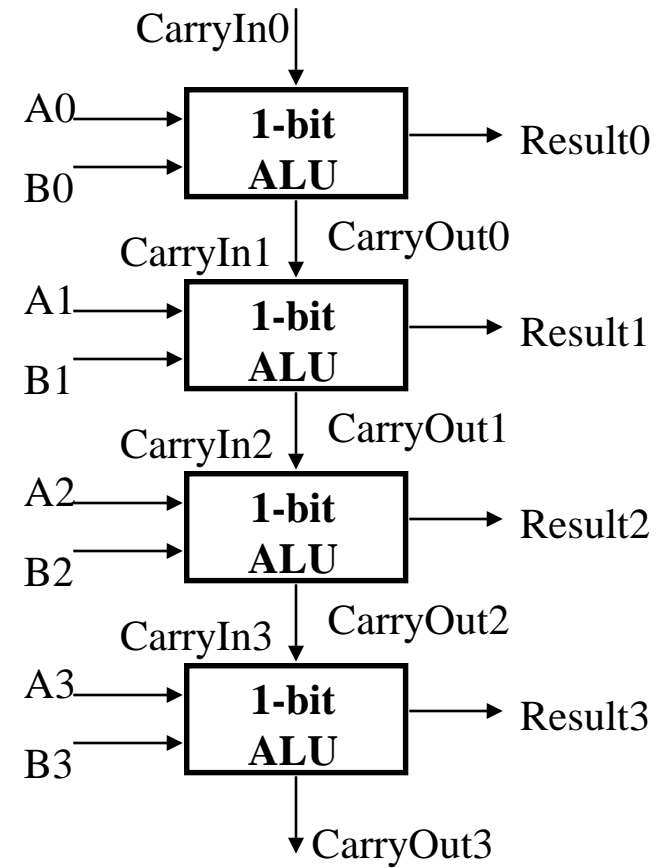 CarryIn0
A0
1-bit
Result0
ALU
B0
CarryOut0
CarryIn1
A1
1-bit
Result1
ALU
B1
CarryOut1
CarryIn2
A2
1-bit
Result2
ALU
B2
CarryOut2
CarryIn3
A3
1-bit
Result3
ALU
B3
CarryOut3